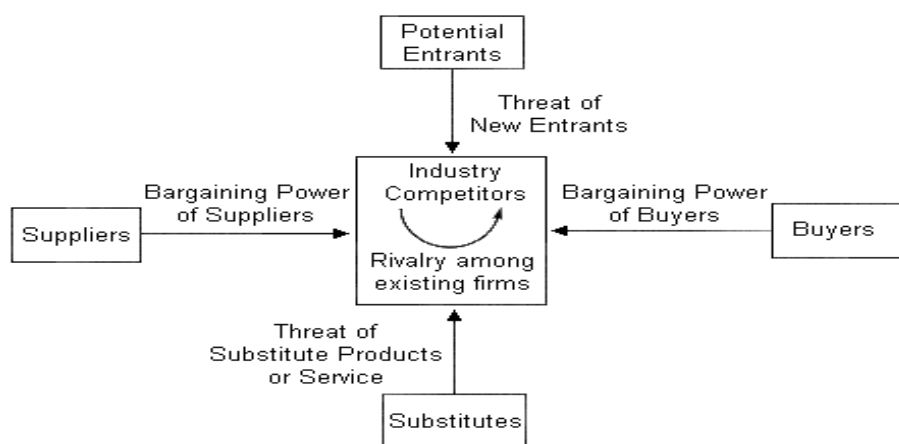 Potential
Entrants
Threat of
New Entrants
Industry
Competitors
Bargaining Power
of Suppliers
Bargaining Power
of Buyers
Suppliers
Buyers
Rivalry among
existing firms
Threat of
Substitute Products
or Service
Substitutes